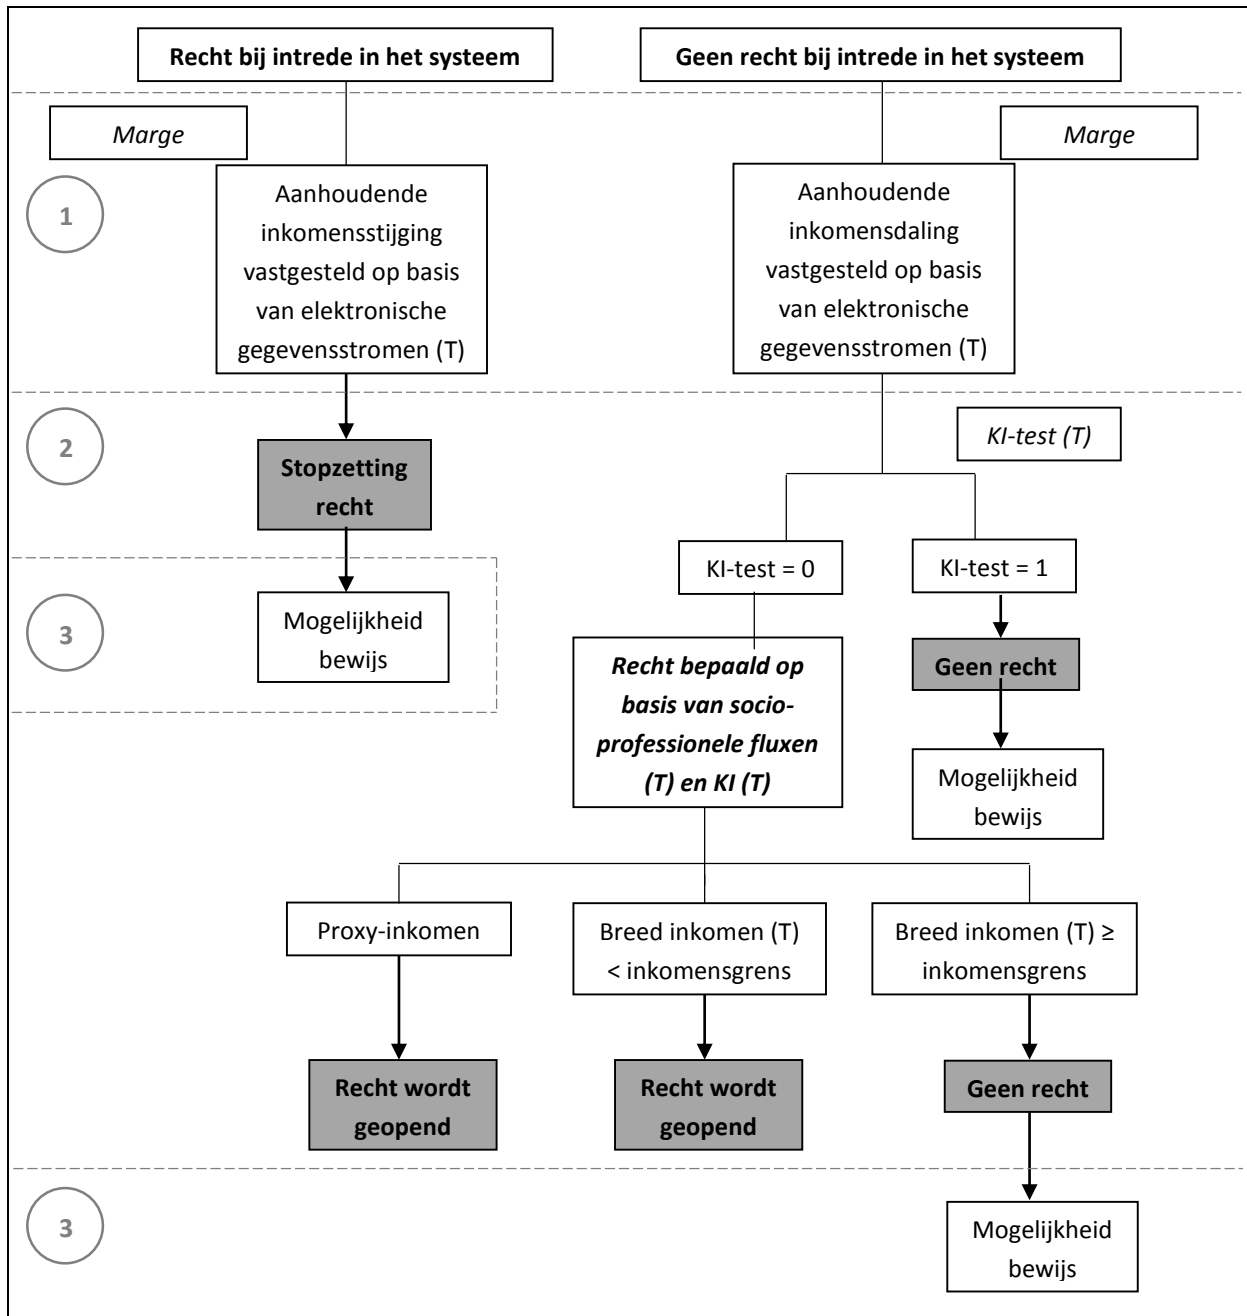 Recht bij intrede in het systeem
Geen recht bij intrede in het systeem
Marge
Marge
1
Aanhoudende
inkomensstijging
vastgesteld op basis
van elektronische
gegevensstromen (T)
Aanhoudende
inkomensdaling
vastgesteld op basis
van elektronische
gegevensstromen (T)
2
KI-test (T)
Stopzetting
recht
KI-test = 0
KI-test = 1
3
Mogelijkheid
bewijs
Recht bepaald op
basis van socio-
professionele fluxen
(T) en KI (T)
Geen recht
Mogelijkheid
bewijs
Proxy-inkomen
Breed inkomen (T)
< inkomensgrens
Breed inkomen (T) ≥
inkomensgrens
Recht wordt
geopend
Recht wordt
geopend
Geen recht
3
Mogelijkheid
bewijs